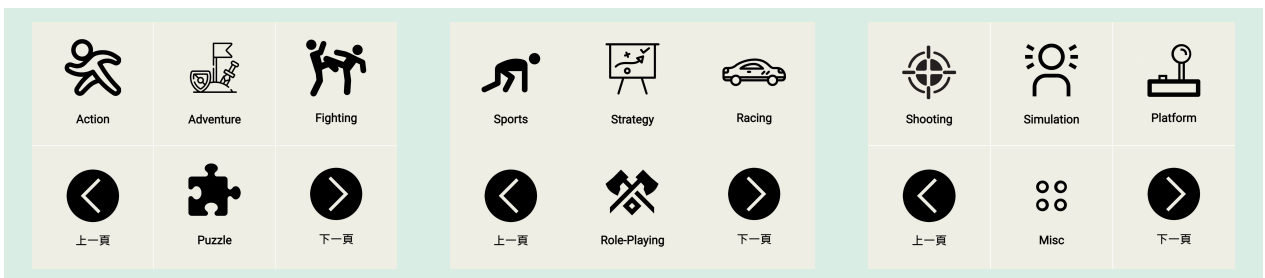 Action
Adventure
Fighting
上一頁
Puzzle
下一頁
Sports
Strategy
Racing
上一頁
Role-Playing
下一頁
Shooting
Simulation
Platform
上一頁
Misc
下一頁